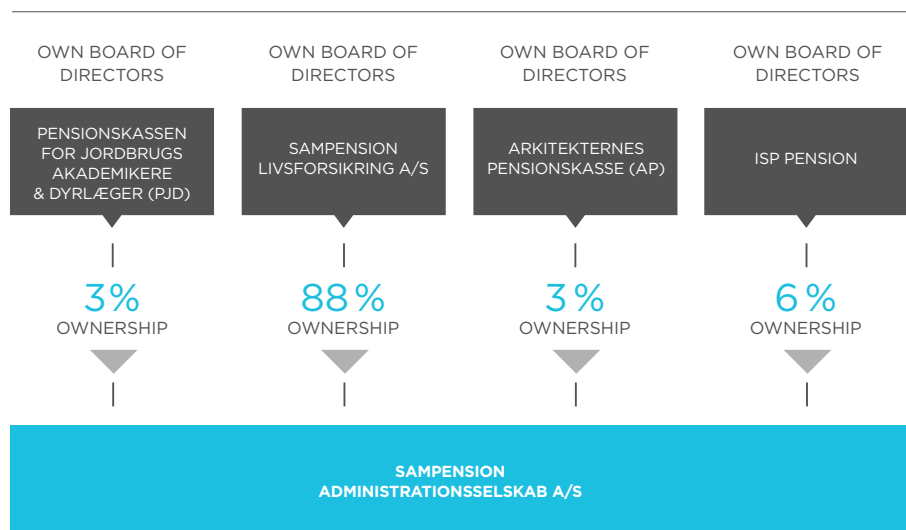 OWN BOARD OF
DIRECTORS
PENSIONSKASSEN
FOR JORDBRUGS
AKADEMIKERE
& DYRLÆGER (PJD)
3 %
OWNERSHIP
OWN BOARD OF
DIRECTORS
SAMPENSION
LIVSFORSIKRING A/S
88 %
OWNERSHIP
OWN BOARD OF
DIRECTORS
ARKITEKTERNES
PENSIONSKASSE (AP)
3 %
OWNERSHIP
OWN BOARD OF
DIRECTORS
ISP PENSION
6 %
OWNERSHIP
SAMPENSION
ADMINISTRATIONSSELSKAB A/S